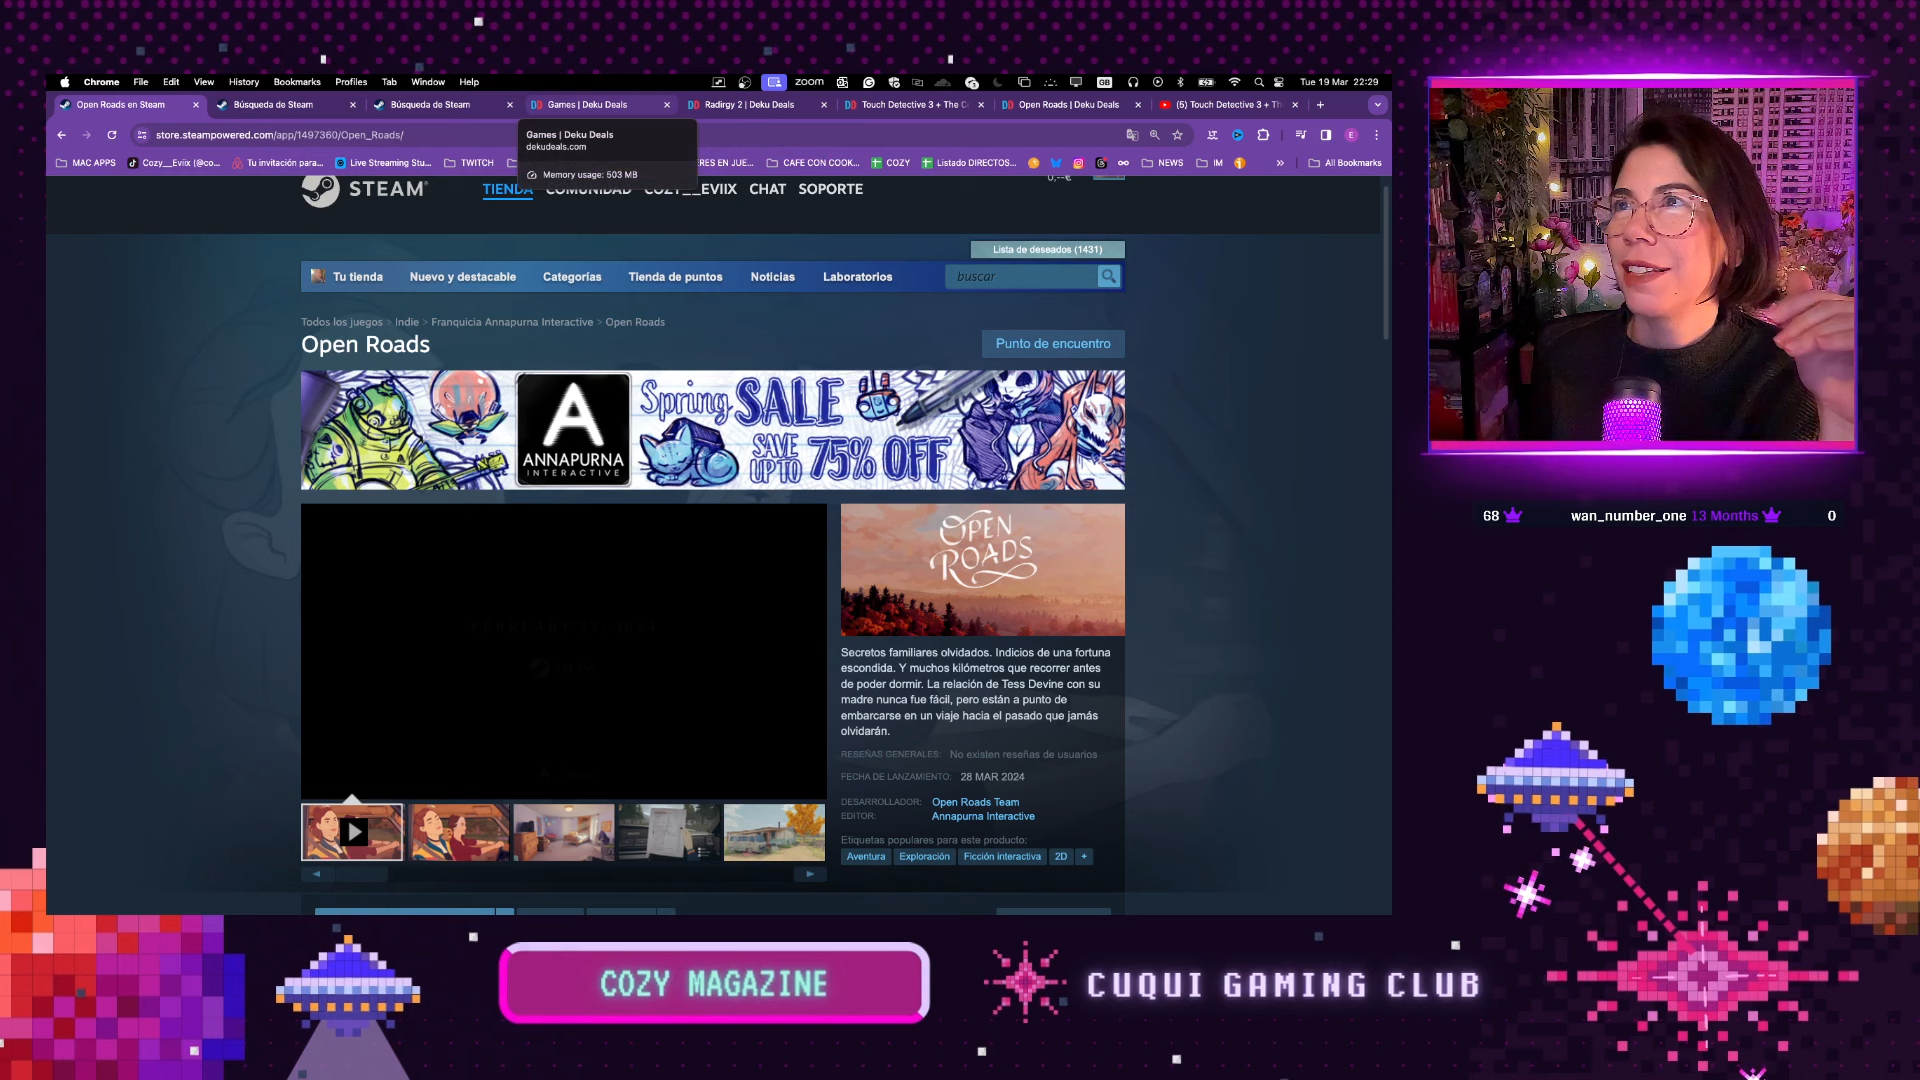 Chrome File Edit View History Bookmarks Profiles Tab Window Help zoom GB Tue 19 Mar 22:29
Open Roads en Steam Búsqueda de Steam Búsqueda de Steam Games | Deku Deals Radirgy 2 | Deku Deals Touch Detective 3 + The C Open Roads | Deku Deals (5) Touch Detective 3 + Th
store.steampowered.com/app/1497360/Open_Roads/
Games | Deku Deals
dekudeals.com
Memory usage: 503 MB
MAC APPS Cozy__Eviix (@co... Tu invitación para... Live Streaming Stu... TWITCH ERES EN JUE... CAFE CON COOK... COZY Listado DIRECTOS... NEWS IM All Bookmarks
STEAM TIENDA COMUNIDAD COZY__EVIIX CHAT SOPORTE
Lista de deseados (1431)
Tu tienda Nuevo y destacable Categorías Tienda de puntos Noticias Laboratorios buscar
Todos los juegos > Indie > Franquicia Annapurna Interactive > Open Roads
Open Roads
Punto de encuentro
A
ANNAPURNA
INTERACTIVE
Spring SALE
SAVE UP TO 75% OFF
OPEN
ROADS
Secretos familiares olvidados. Indicios de una fortuna
escondida. Y muchos kilómetros que recorrer antes
de poder dormir. La relación de Tess Devine con su
madre nunca fue fácil, pero están a punto de
embarcarse en un viaje hacia el pasado que jamás
olvidarán.
RESEÑAS GENERALES: No existen reseñas de usuarios
FECHA DE LANZAMIENTO: 28 MAR 2024
DESARROLLADOR: Open Roads Team
EDITOR: Annapurna Interactive
Etiquetas populares para este producto:
Aventura Exploración Ficción interactiva 2D +
68 wan_number_one 13 Months 0
COZY MAGAZINE
CUQUI GAMING CLUB